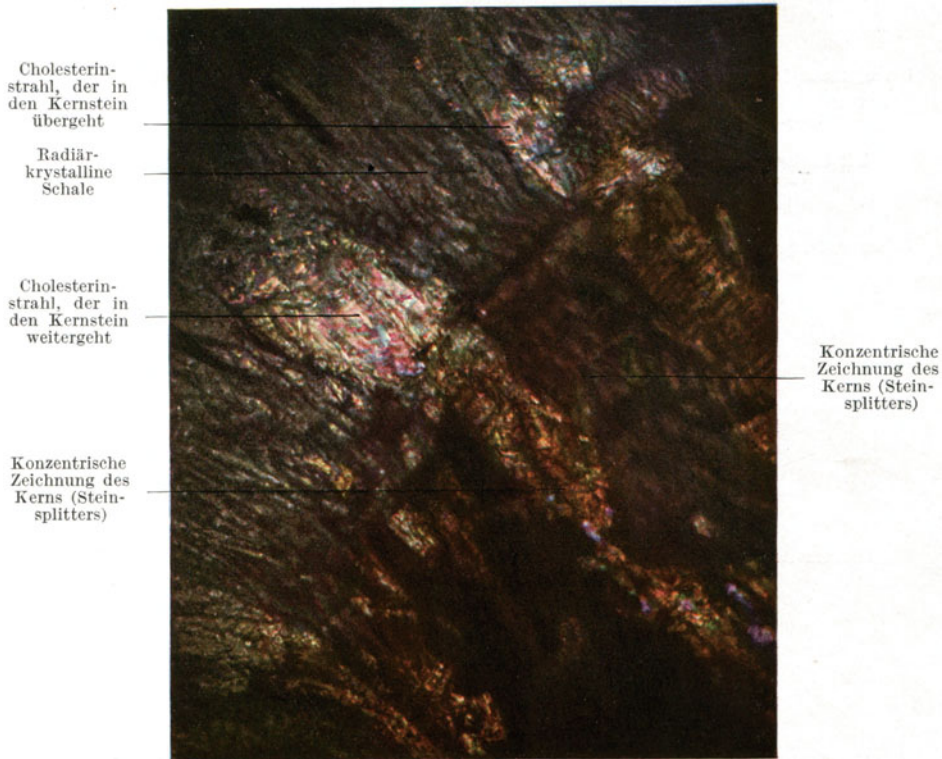 Cholesterin-
strahl, der in
den Kernstein
übergeht
Radiär-
krystalline
Schale
Cholesterin-
strahl, der in
den Kernstein
weitergeht
Konzentrische
Zeichnung des
Kerns (Stein-
splitters)
Konzentrische
Zeichnung des
Kerns (Stein-
splitters)